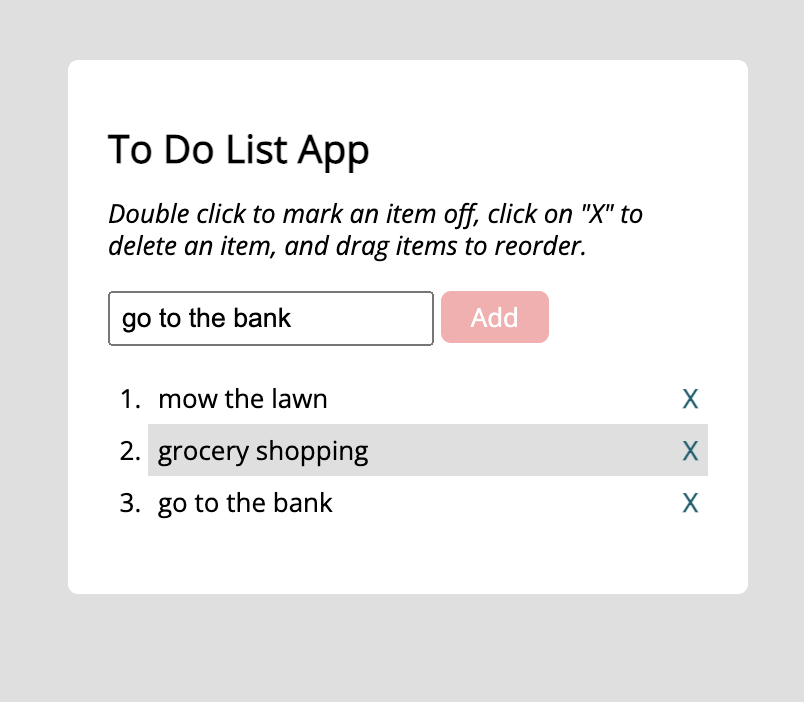 To Do List App
Double click to mark an item off, click on "X" to
delete an item, and drag items to reorder.
go to the bank Add
1. mow the lawn X
2. grocery shopping X
3. go to the bank X